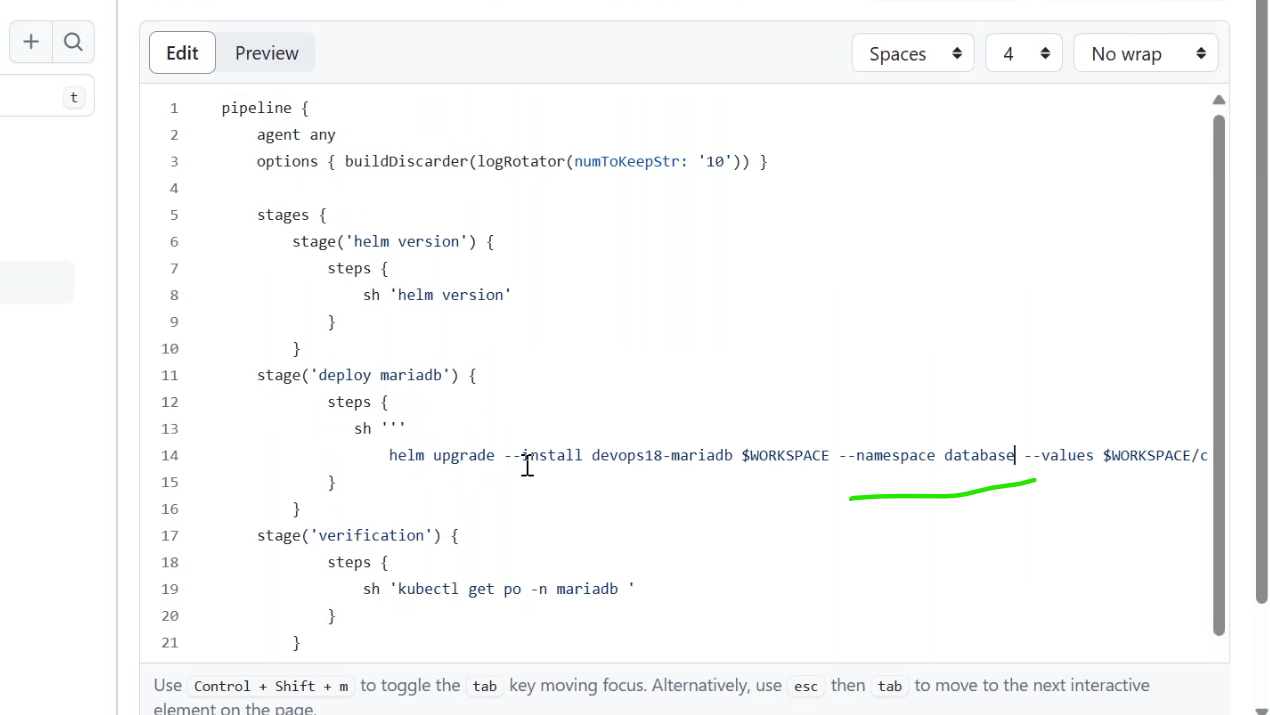 t
Edit Preview Spaces 4 No wrap
1 pipeline {
2 agent any
3 options { buildDiscarder(logRotator(numToKeepStr: '10')) }
4
5 stages {
6 stage('helm version') {
7 steps {
8 sh 'helm version'
9 }
10 }
11 stage('deploy mariadb') {
12 steps {
13 sh '''
14 helm upgrade --install devops18-mariadb $WORKSPACE --namespace database --values $WORKSPACE/c
15 }
16 }
17 stage('verification') {
18 steps {
19 sh 'kubectl get po -n mariadb '
20 }
21 }
Use Control + Shift + m to toggle the tab key moving focus. Alternatively, use esc then tab to move to the next interactive
element on the page.